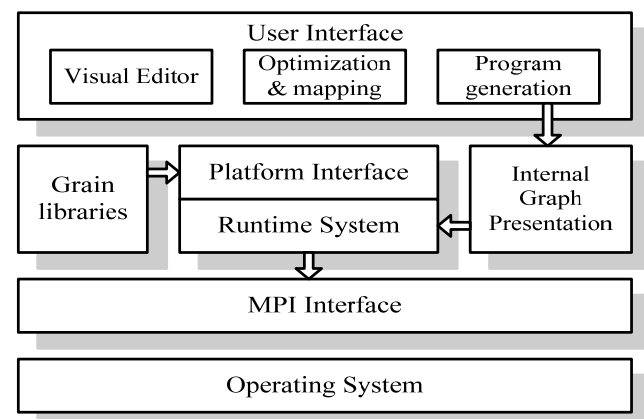 User Interface
Visual Editor
Optimization
& mapping
Program
generation
Grain
libraries
Platform Interface
Runtime System
Internal
Graph
Presentation
MPI Interface
Operating System